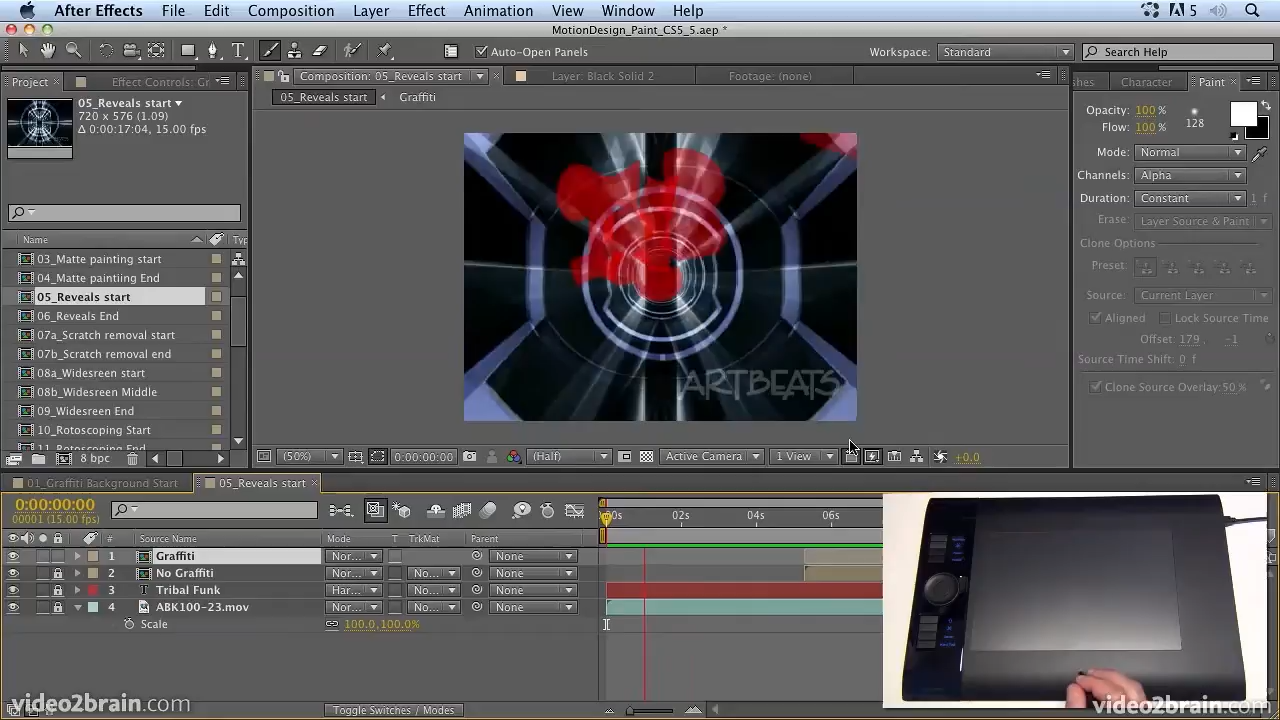 After Effects File Edit Composition Layer Effect Animation View Window Help 5
MotionDesign_Paint_CS5_5.aep *
Auto-Open Panels Workspace: Standard Search Help
Project Effect Controls: Gr Composition: 05_Reveals start Layer: Black Solid 2 Footage: (none) shes Character Paint
05_Reveals start
720 x 576 (1.09)
Δ 0:00:17:04, 15.00 fps
05_Reveals start Graffiti
Opacity: 100 %
Flow: 100 %
128
Mode: Normal
Channels: Alpha
Duration: Constant 1 f
Erase: Layer Source & Paint
Clone Options
Preset:
Source: Current Layer
Aligned Lock Source Time
Offset: 179 , -1
Source Time Shift: 0 f
Clone Source Overlay: 50 %
Name Typ
03_Matte painting start
04_Matte paintiing End
05_Reveals start
06_Reveals End
07a_Scratch removal start
07b_Scratch removal end
08a_Widesreen start
08b_Widesreen Middle
09_Widesreen End
10_Rotoscoping Start
11_Rotoscoping End
8 bpc
ARTBEATS
(50%) 0:00:00:00 (Half) Active Camera 1 View +0.0
01_Graffiti Background Start 05_Reveals start
0:00:00:00
00001 (15.00 fps)
00s 02s 04s 06s
# Source Name Mode T TrkMat Parent
1 Graffiti Nor... None
2 No Graffiti Nor... No... None
3 T Tribal Funk Har... No... None
4 ABK100-23.mov Nor... No... None
Scale 100.0,100.0%
Toggle Switches / Modes
video2brain.com
video2brain.com